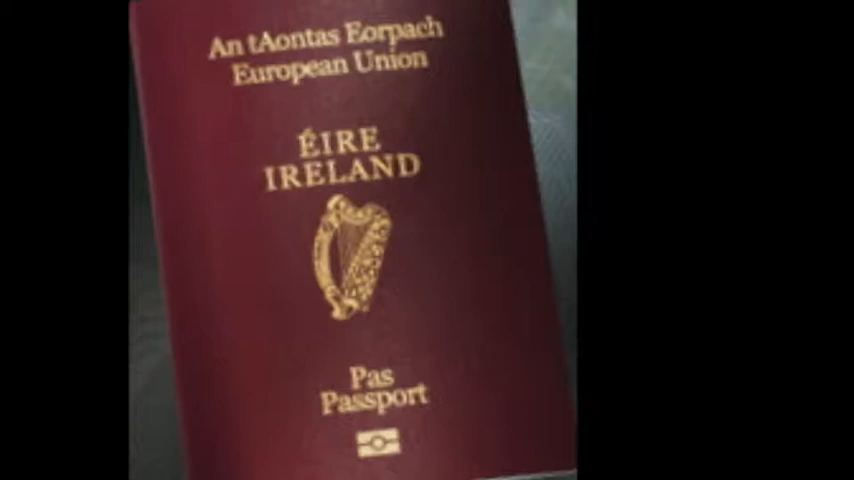 An tAontas Eorpach
European Union
ÉIRE
IRELAND
Pas
Passport